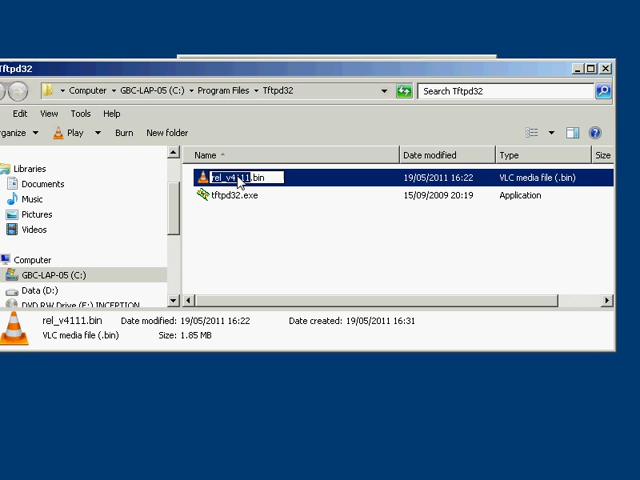 Tftpd32
Computer GBC-LAP-05 (C:) Program Files Tftpd32
Search Tftpd32
Edit View Tools Help
rganize Play Burn New folder
Name Date modified Type Size
Libraries
Documents
Music
Pictures
Videos
Computer
GBC-LAP-05 (C:)
Data (D:)
DVD RW Drive (E:) INCEPTION
rel_v4111.bin 19/05/2011 16:22 VLC media file (.bin)
tftpd32.exe 15/09/2009 20:19 Application
rel_v4111.bin Date modified: 19/05/2011 16:22 Date created: 19/05/2011 16:31
VLC media file (.bin) Size: 1.85 MB